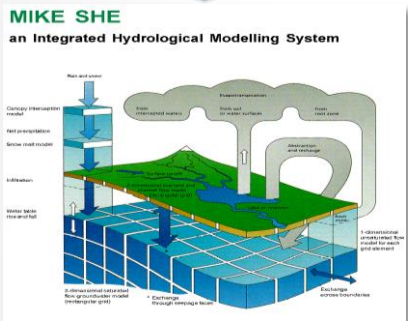 MIKE SHE
an Integrated Hydrological Modelling System
Rain and snow
Canopy interception
model
Net precipitation
Snow melt model
Infiltration
Water table
rise and fall
Evapotranspiration
from
intercepted
from soil
or water surfaces
from
root zone
Abstraction
and recharge
1-dimensional
unsaturated flow
model for each
grid element
3-dimensional saturated
flow groundwater model
(rectangular grid)
* Exchange
through seepage faces
Exchange
across boundaries